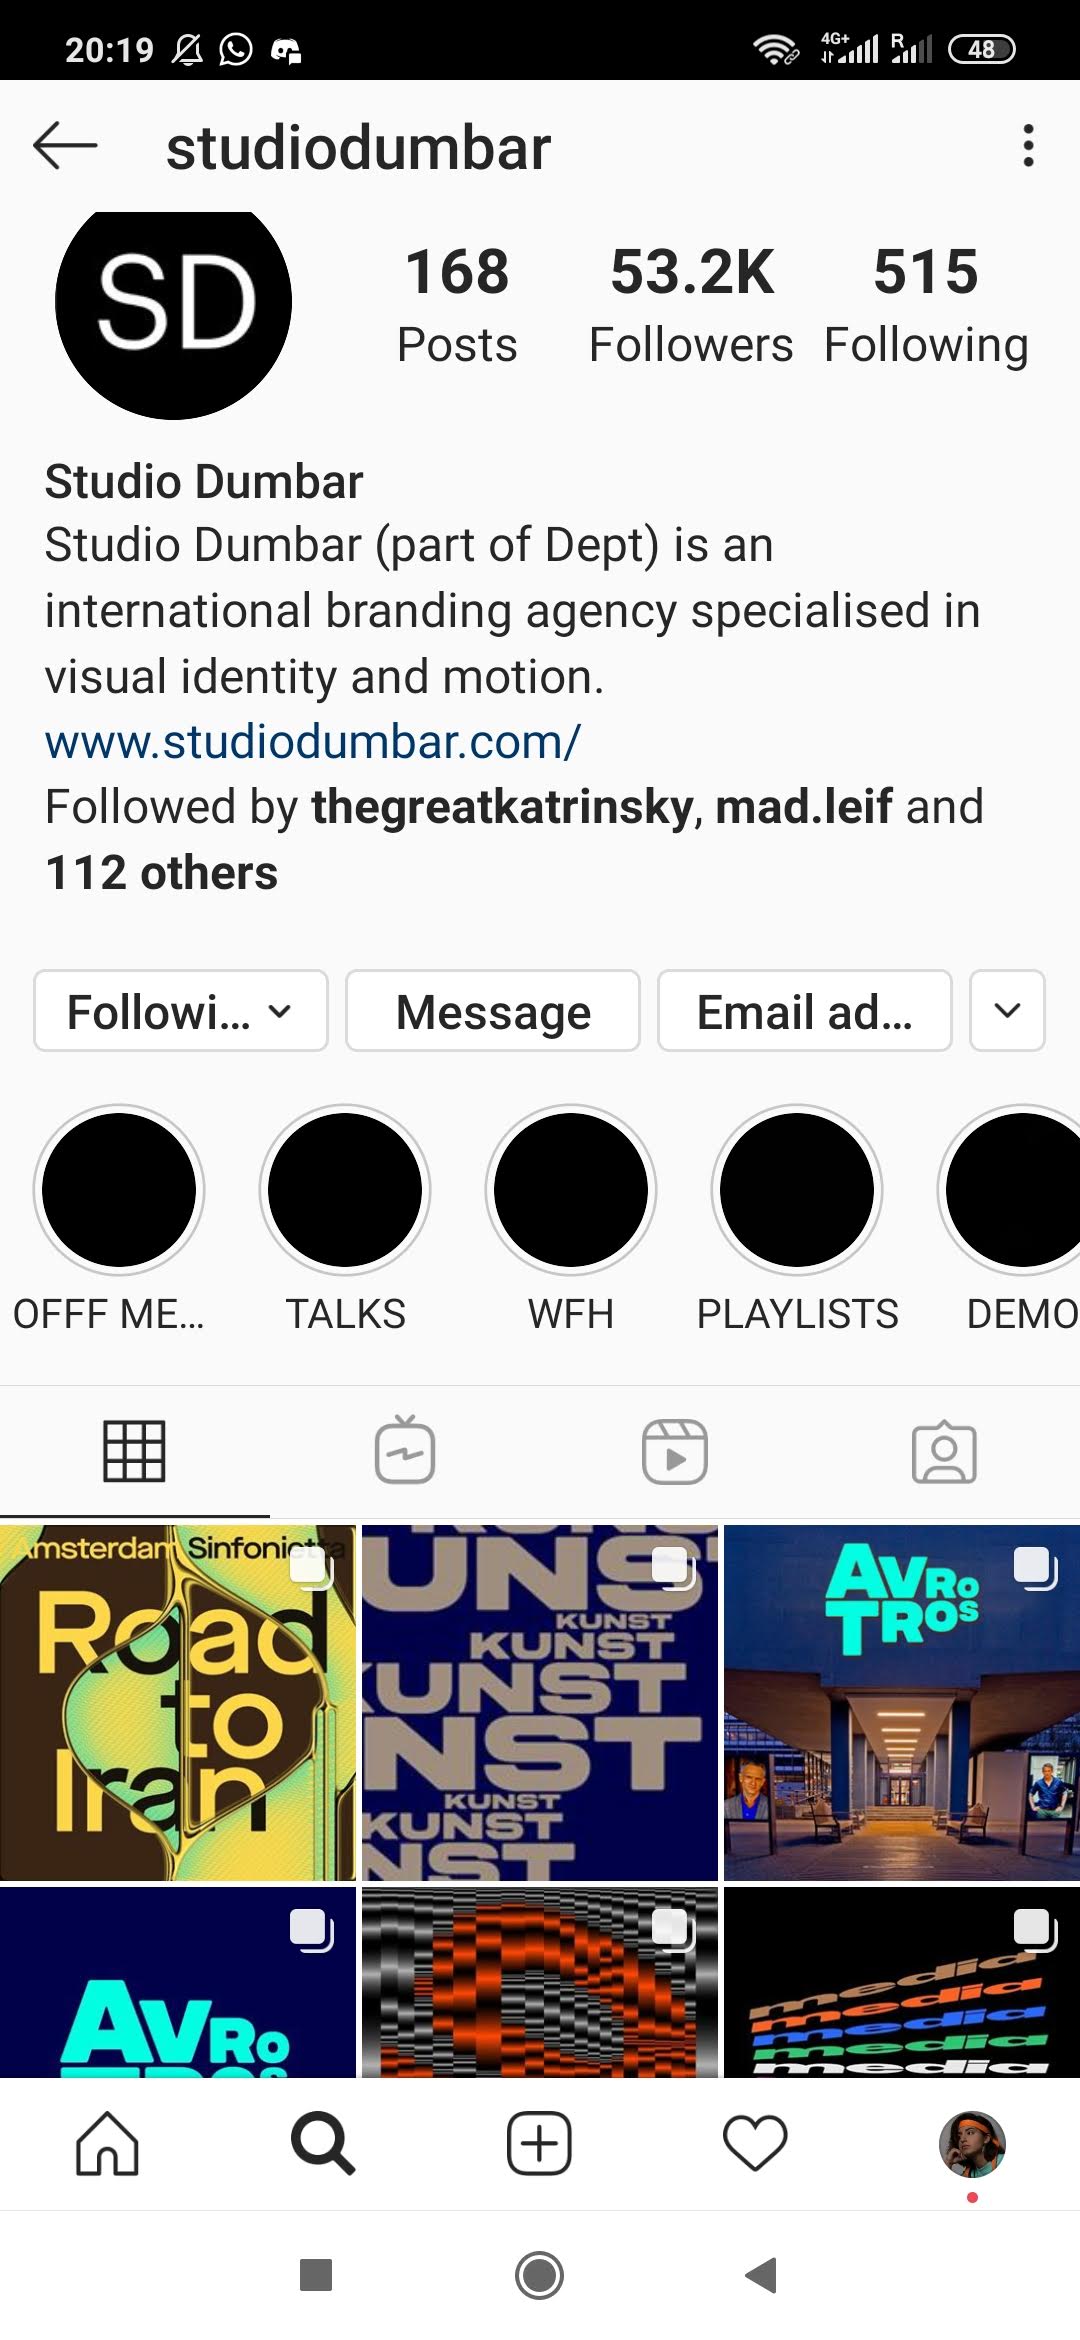 20:19
4G+
R
48
studiodumbar
SD
168
53.2K
515
Posts
Followers
Following
Studio Dumbar
Studio Dumbar (part of Dept) is an
international branding agency specialised in
visual identity and motion.
www.studiodumbar.com/
Followed by thegreatkatrinsky, mad.leif and
112 others
Followi...
Message
Email ad...
OFFF ME...
TALKS
WFH
PLAYLISTS
DEMO
Amsterdam Sinfonietta
Road
to
Iran
KUNS
UNS
KUNST
KUNST
KUNST
NST
KUNST
KUNST
NST
AVRO
TROS
AVRO
TROS
media
media
media
media
media